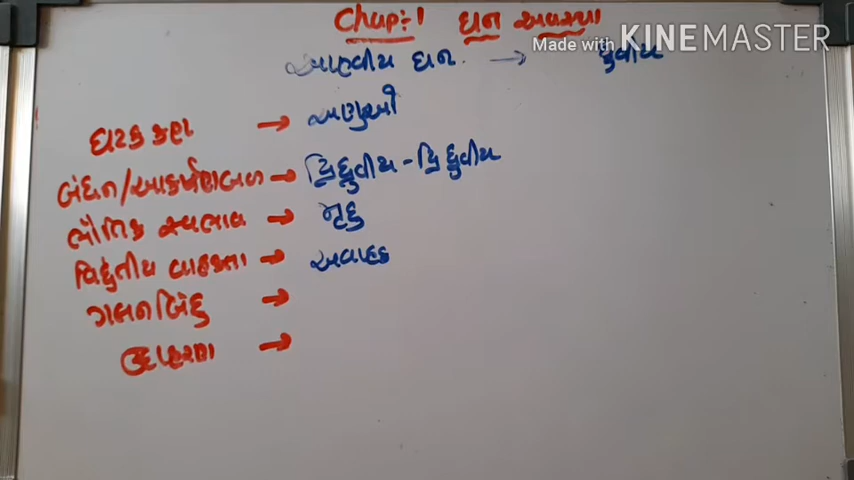 Chap:1 ઘન અવસ્થા
Made with KINEMASTER
આણ્વીય ઘન. → ધ્રુવીય
ઘટક કણ → અણુઓ
બંધન/આકર્ષણબળ → દ્વિધ્રુવીય - દ્વિધ્રુવીય
ભૌતિક સ્વભાવ → મૃદુ
વિદ્યુતીય વાહકતા → અવાહક
ગલનબિંદુ →
ઉદાહરણ →